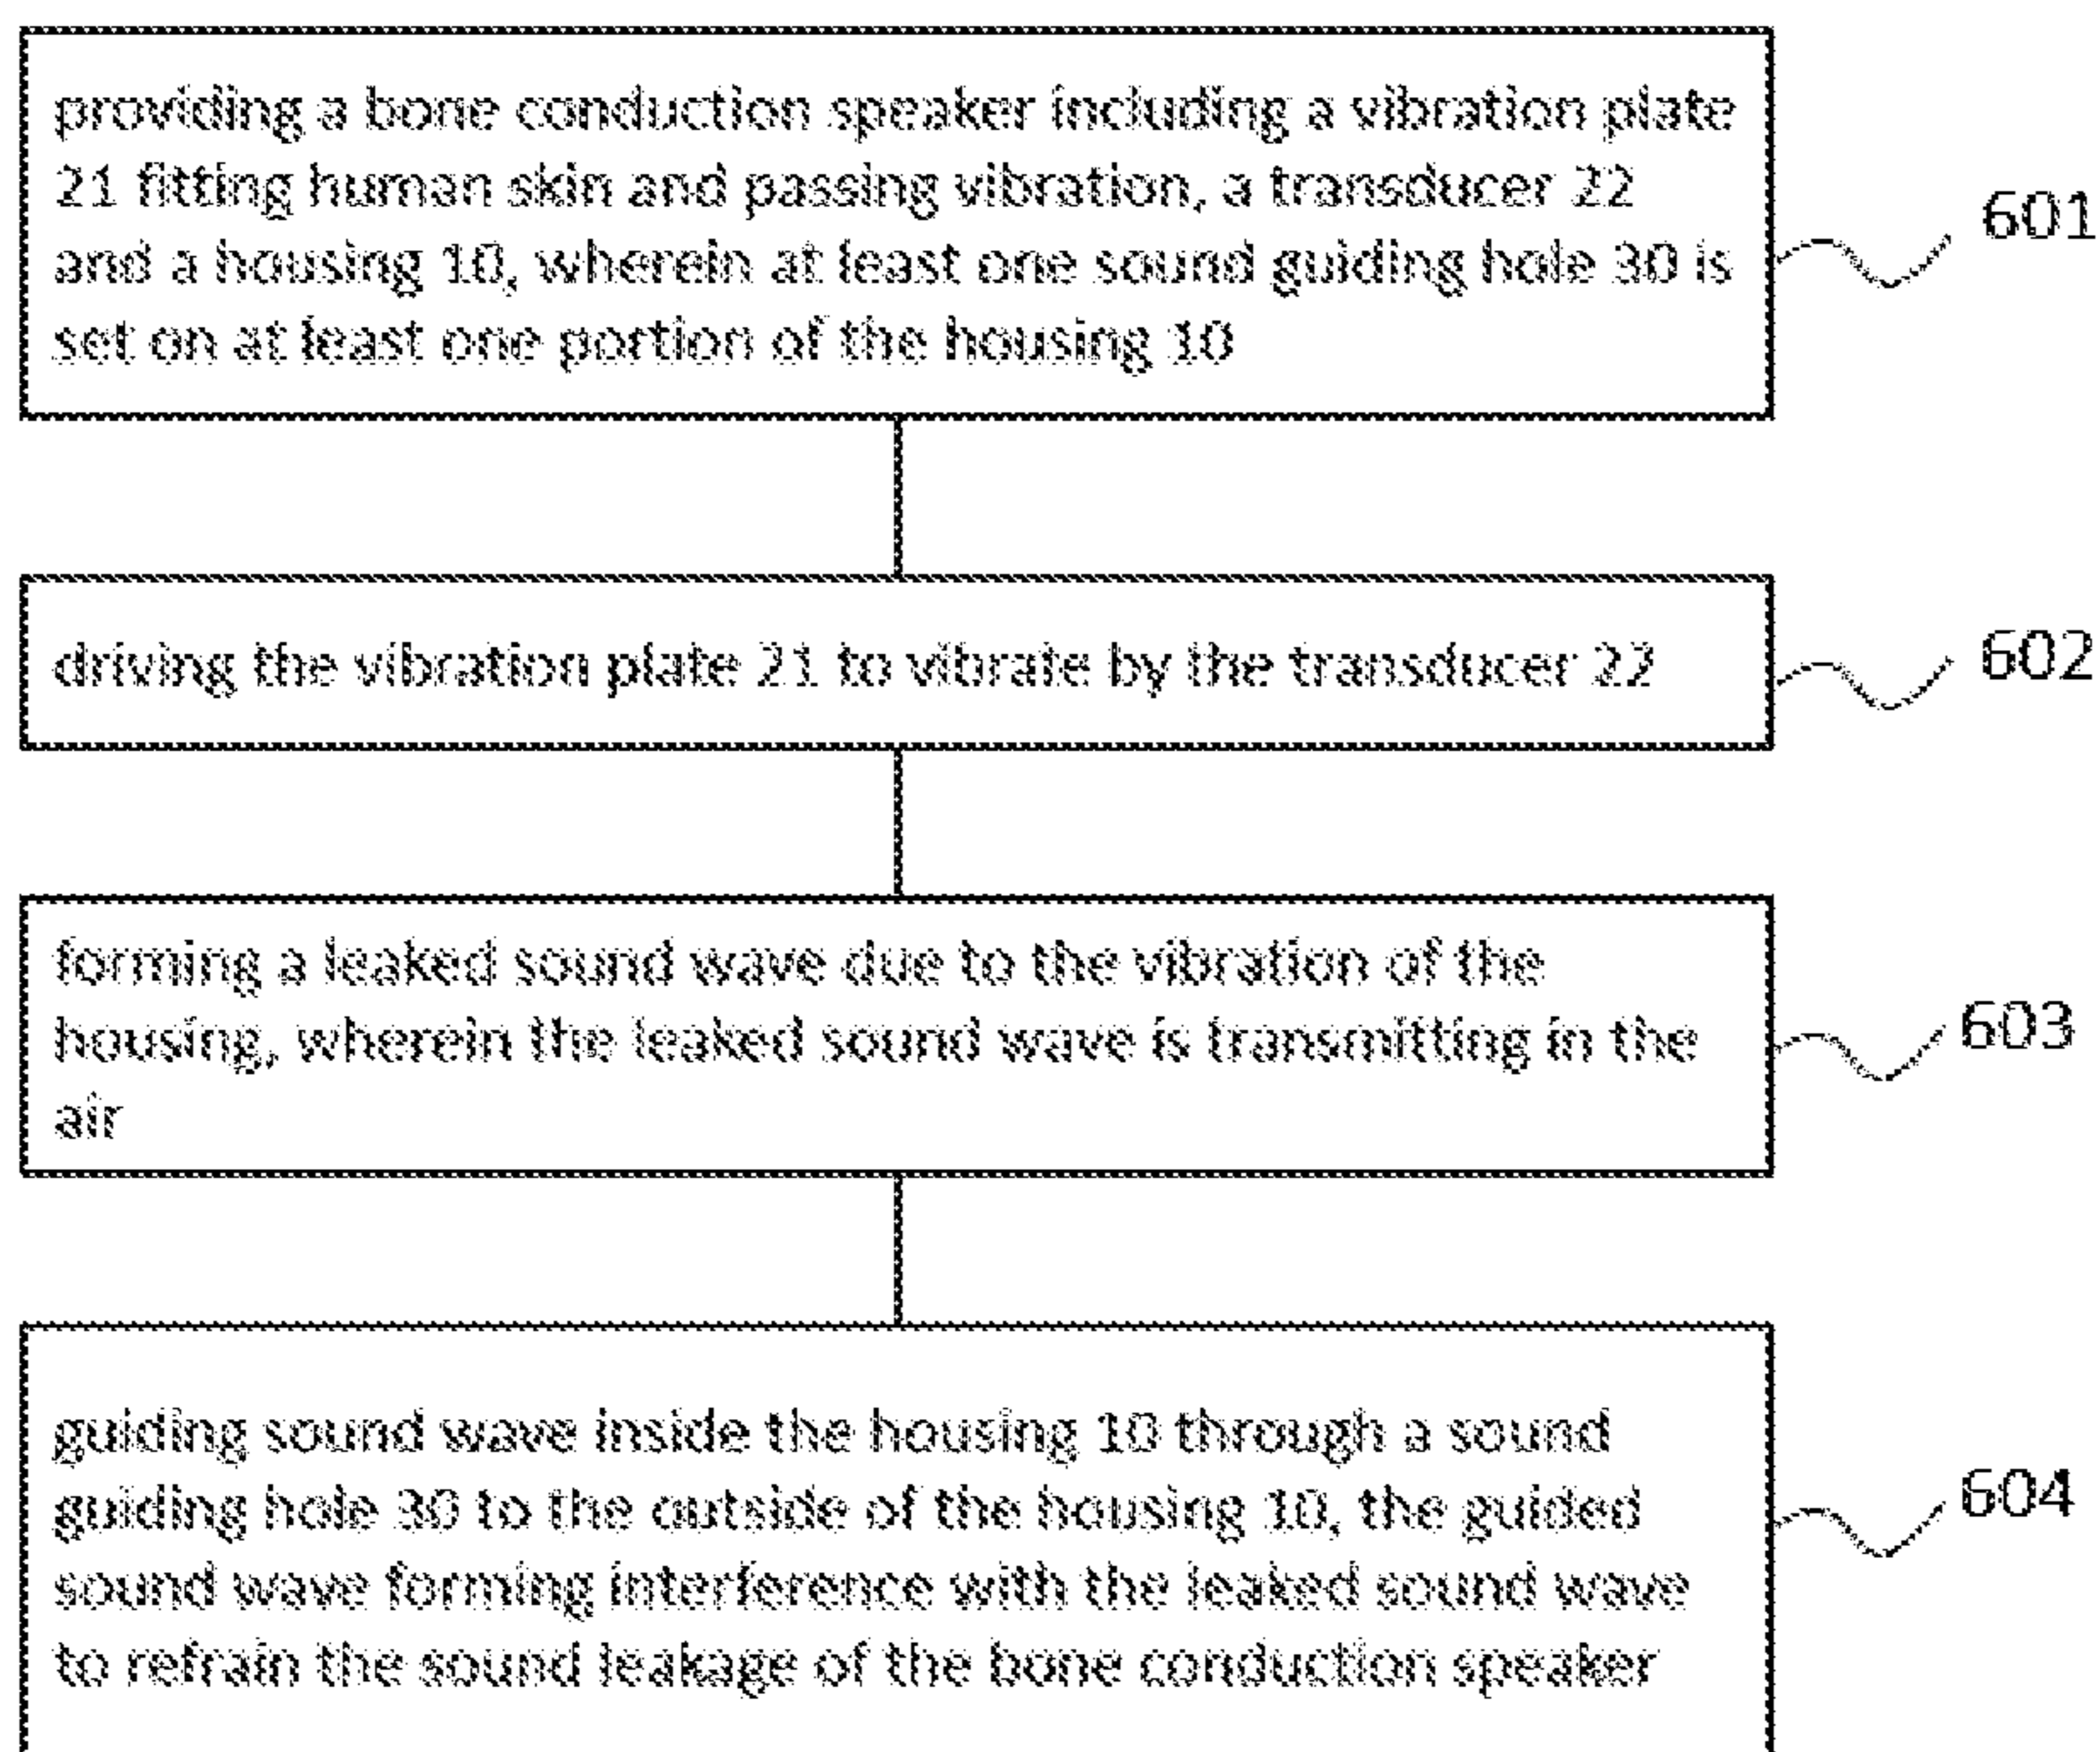 providing a bone conduction speaker including a vibration plate
21 fitting human skin and passing vibration, a transducer 22
and a housing 10, wherein at least one sound guiding hole 30 is
set on at least one portion of the housing 10
601
driving the vibration plate 21 to vibrate by the transducer 22
602
forming a leaked sound wave due to the vibration of the
housing, wherein the leaked sound wave is transmitting in the
air
603
guiding sound wave inside the housing 10 through a sound
guiding hole 30 to the outside of the housing 10, the guided
sound wave forming interference with the leaked sound wave
to refrain the sound leakage of the bone conduction speaker
604